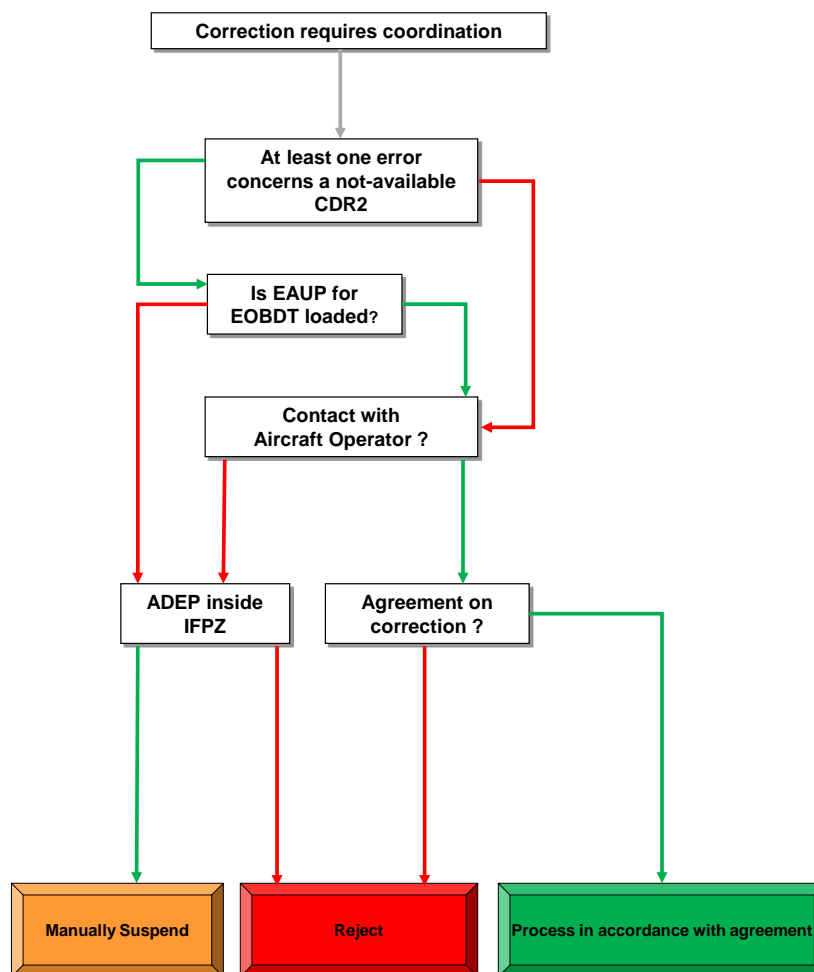 Correction requires coordination
At least one error
concerns a not-available
CDR2
Is EAUP for
EOBDT loaded?
Contact with
Aircraft Operator ?
ADEP inside
IFPZ
Agreement on
correction ?
Manually Suspend
Reject
Process in accordance with agreement